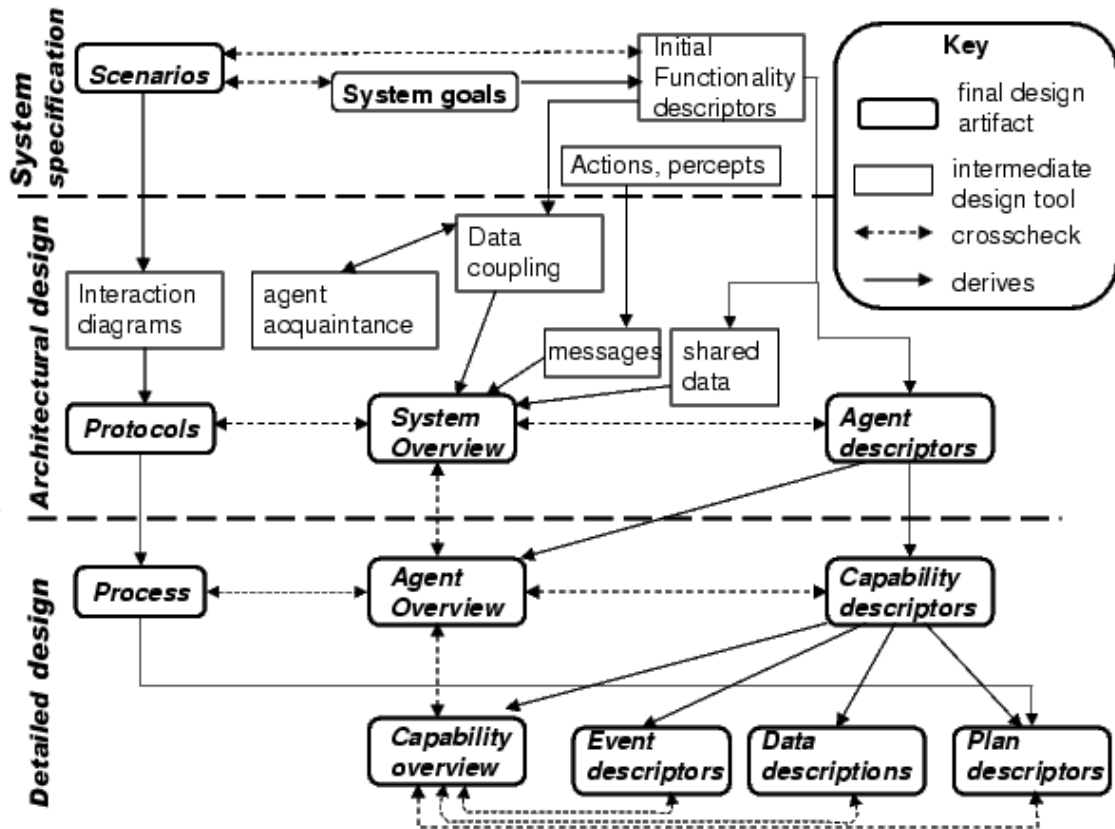 System
specification
Scenarios
System goals
Initial
Functionality
descriptors
Actions, percepts
Key
final design
artifact
intermediate
design tool
crosscheck
derives
Architectural design
Interaction
diagrams
agent
acquaintance
Data
coupling
messages
shared
data
Protocols
System
Overview
Agent
descriptors
Detailed design
Process
Agent
Overview
Capability
descriptors
Capability
overview
Event
descriptors
Data
descriptions
Plan
descriptors